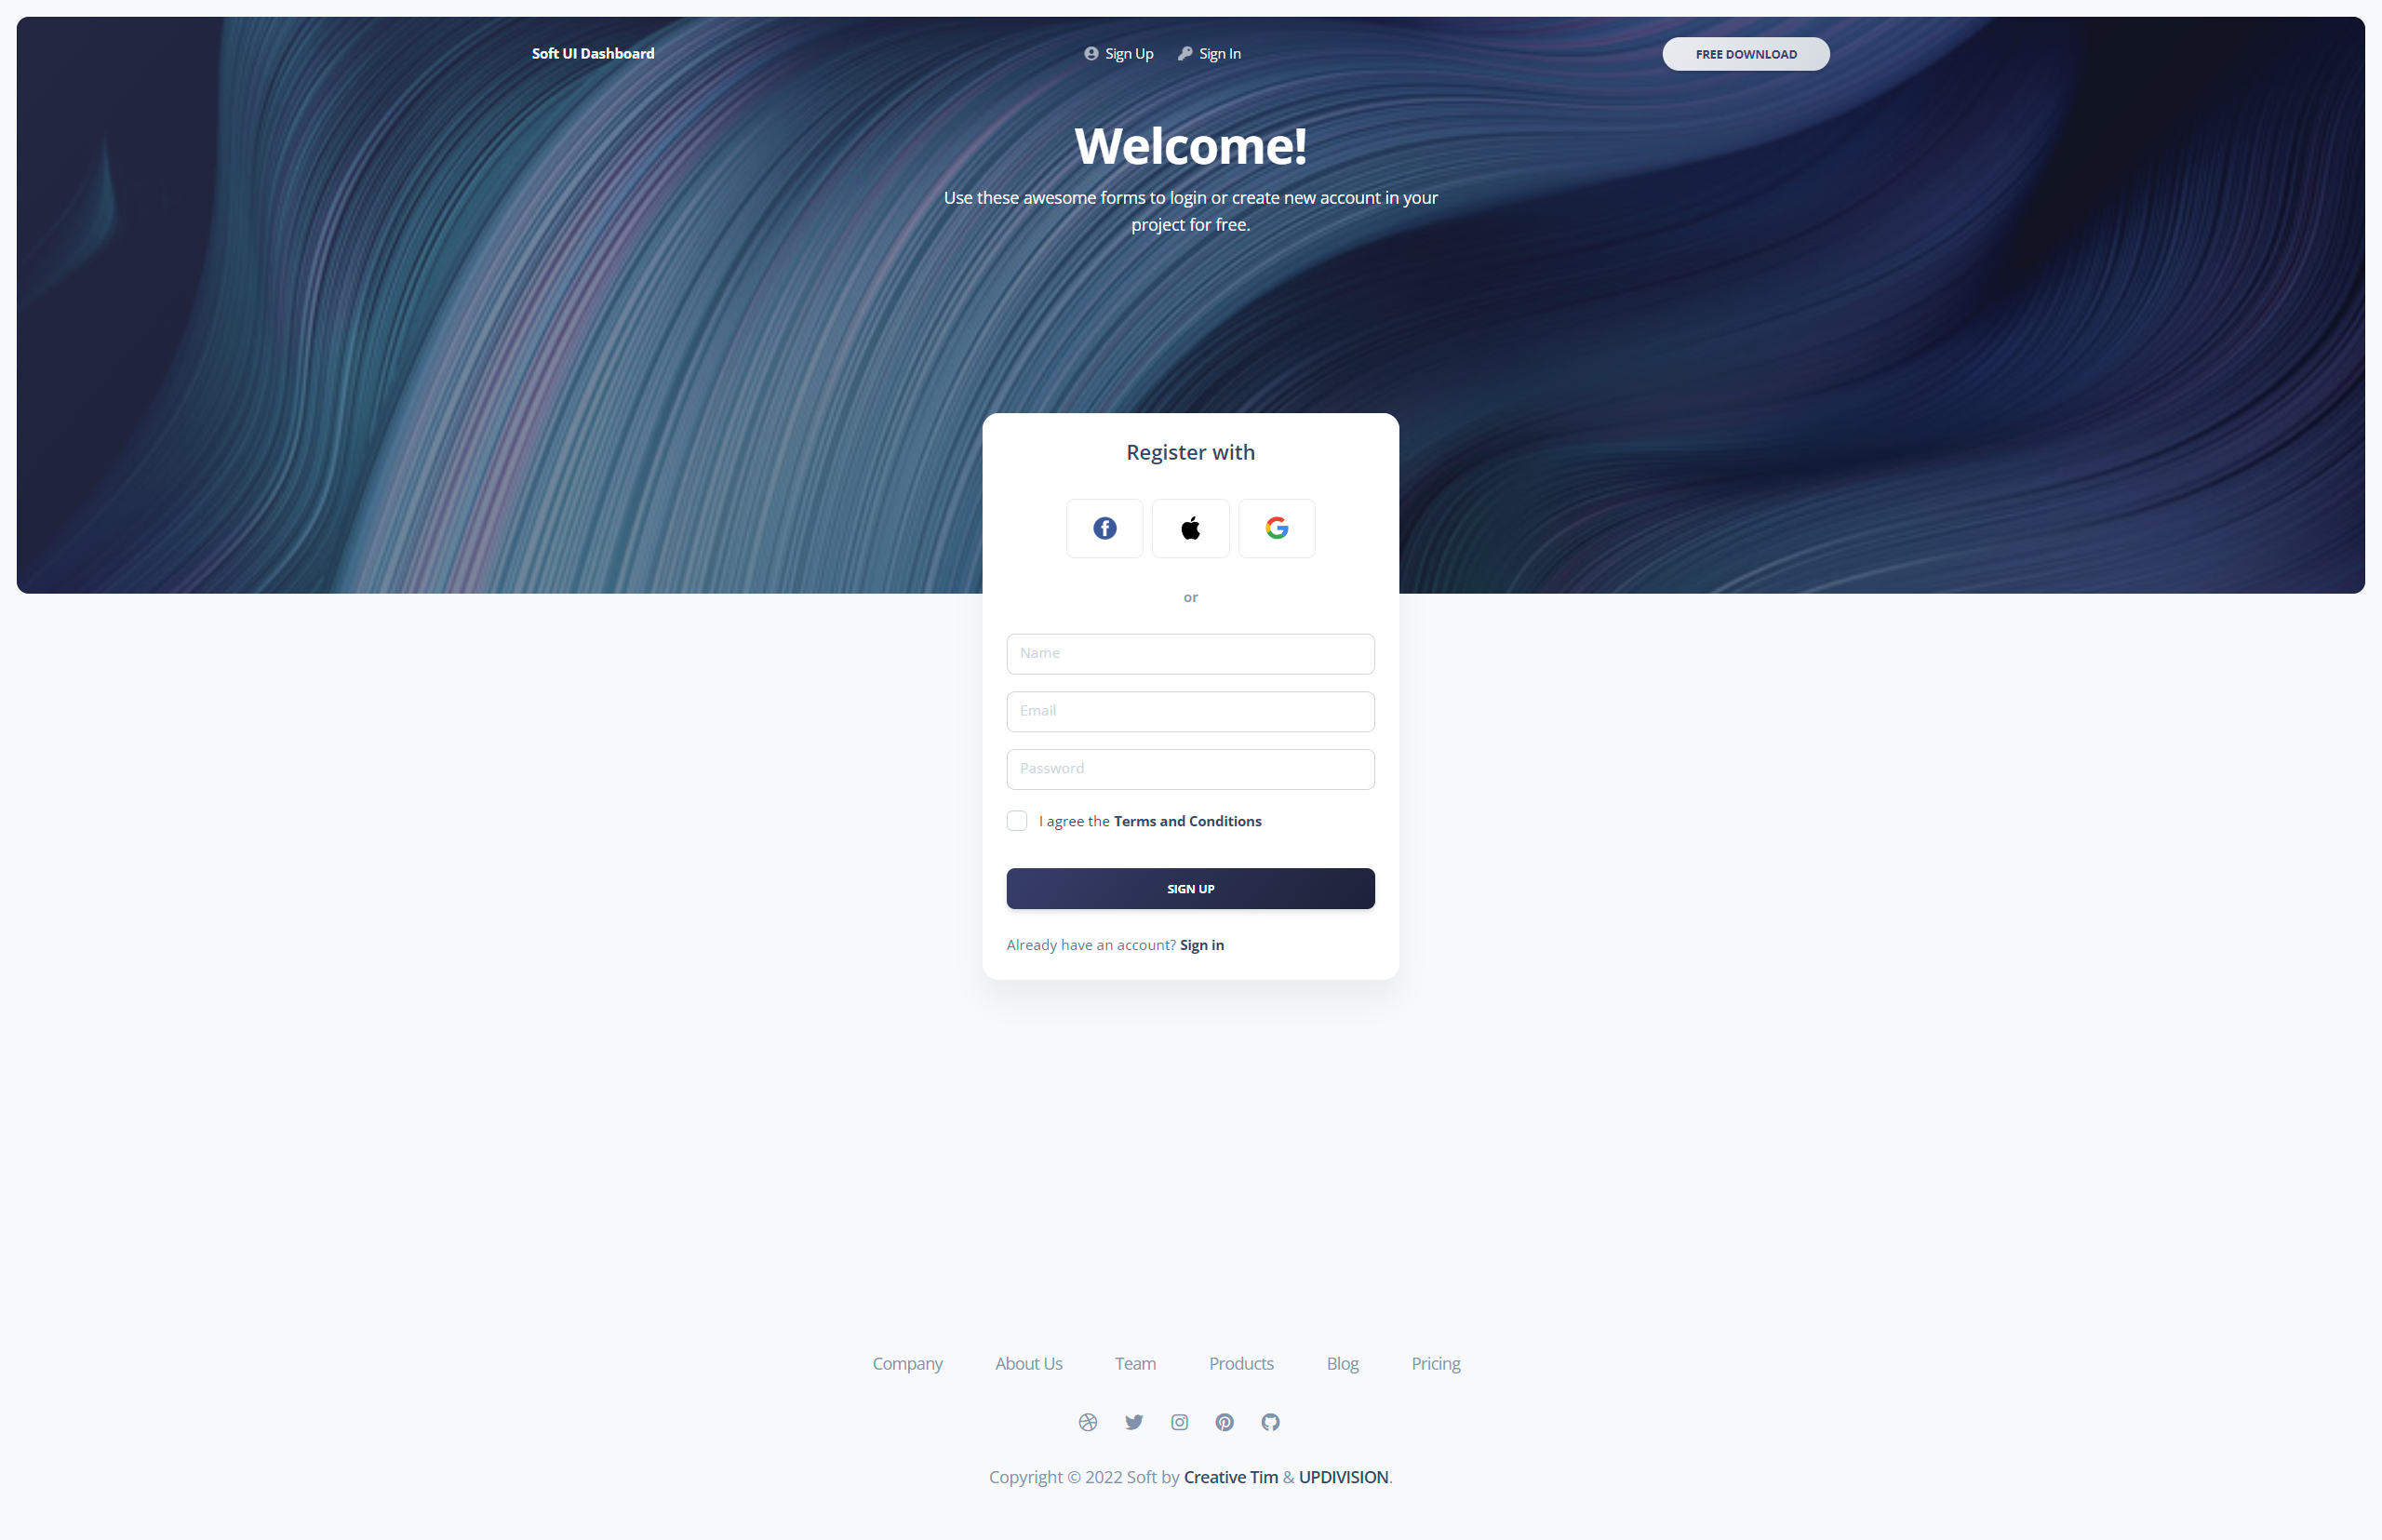 Soft UI Dashboard
Sign Up
Sign In
FREE DOWNLOAD
Welcome!
Use these awesome forms to login or create new account in your
project for free.
Register with
or
Name
Email
Password
I agree the Terms and Conditions
SIGN UP
Already have an account? Sign in
Company
About Us
Team
Products
Blog
Pricing
Copyright © 2022 Soft by Creative Tim & UPDIVISION.